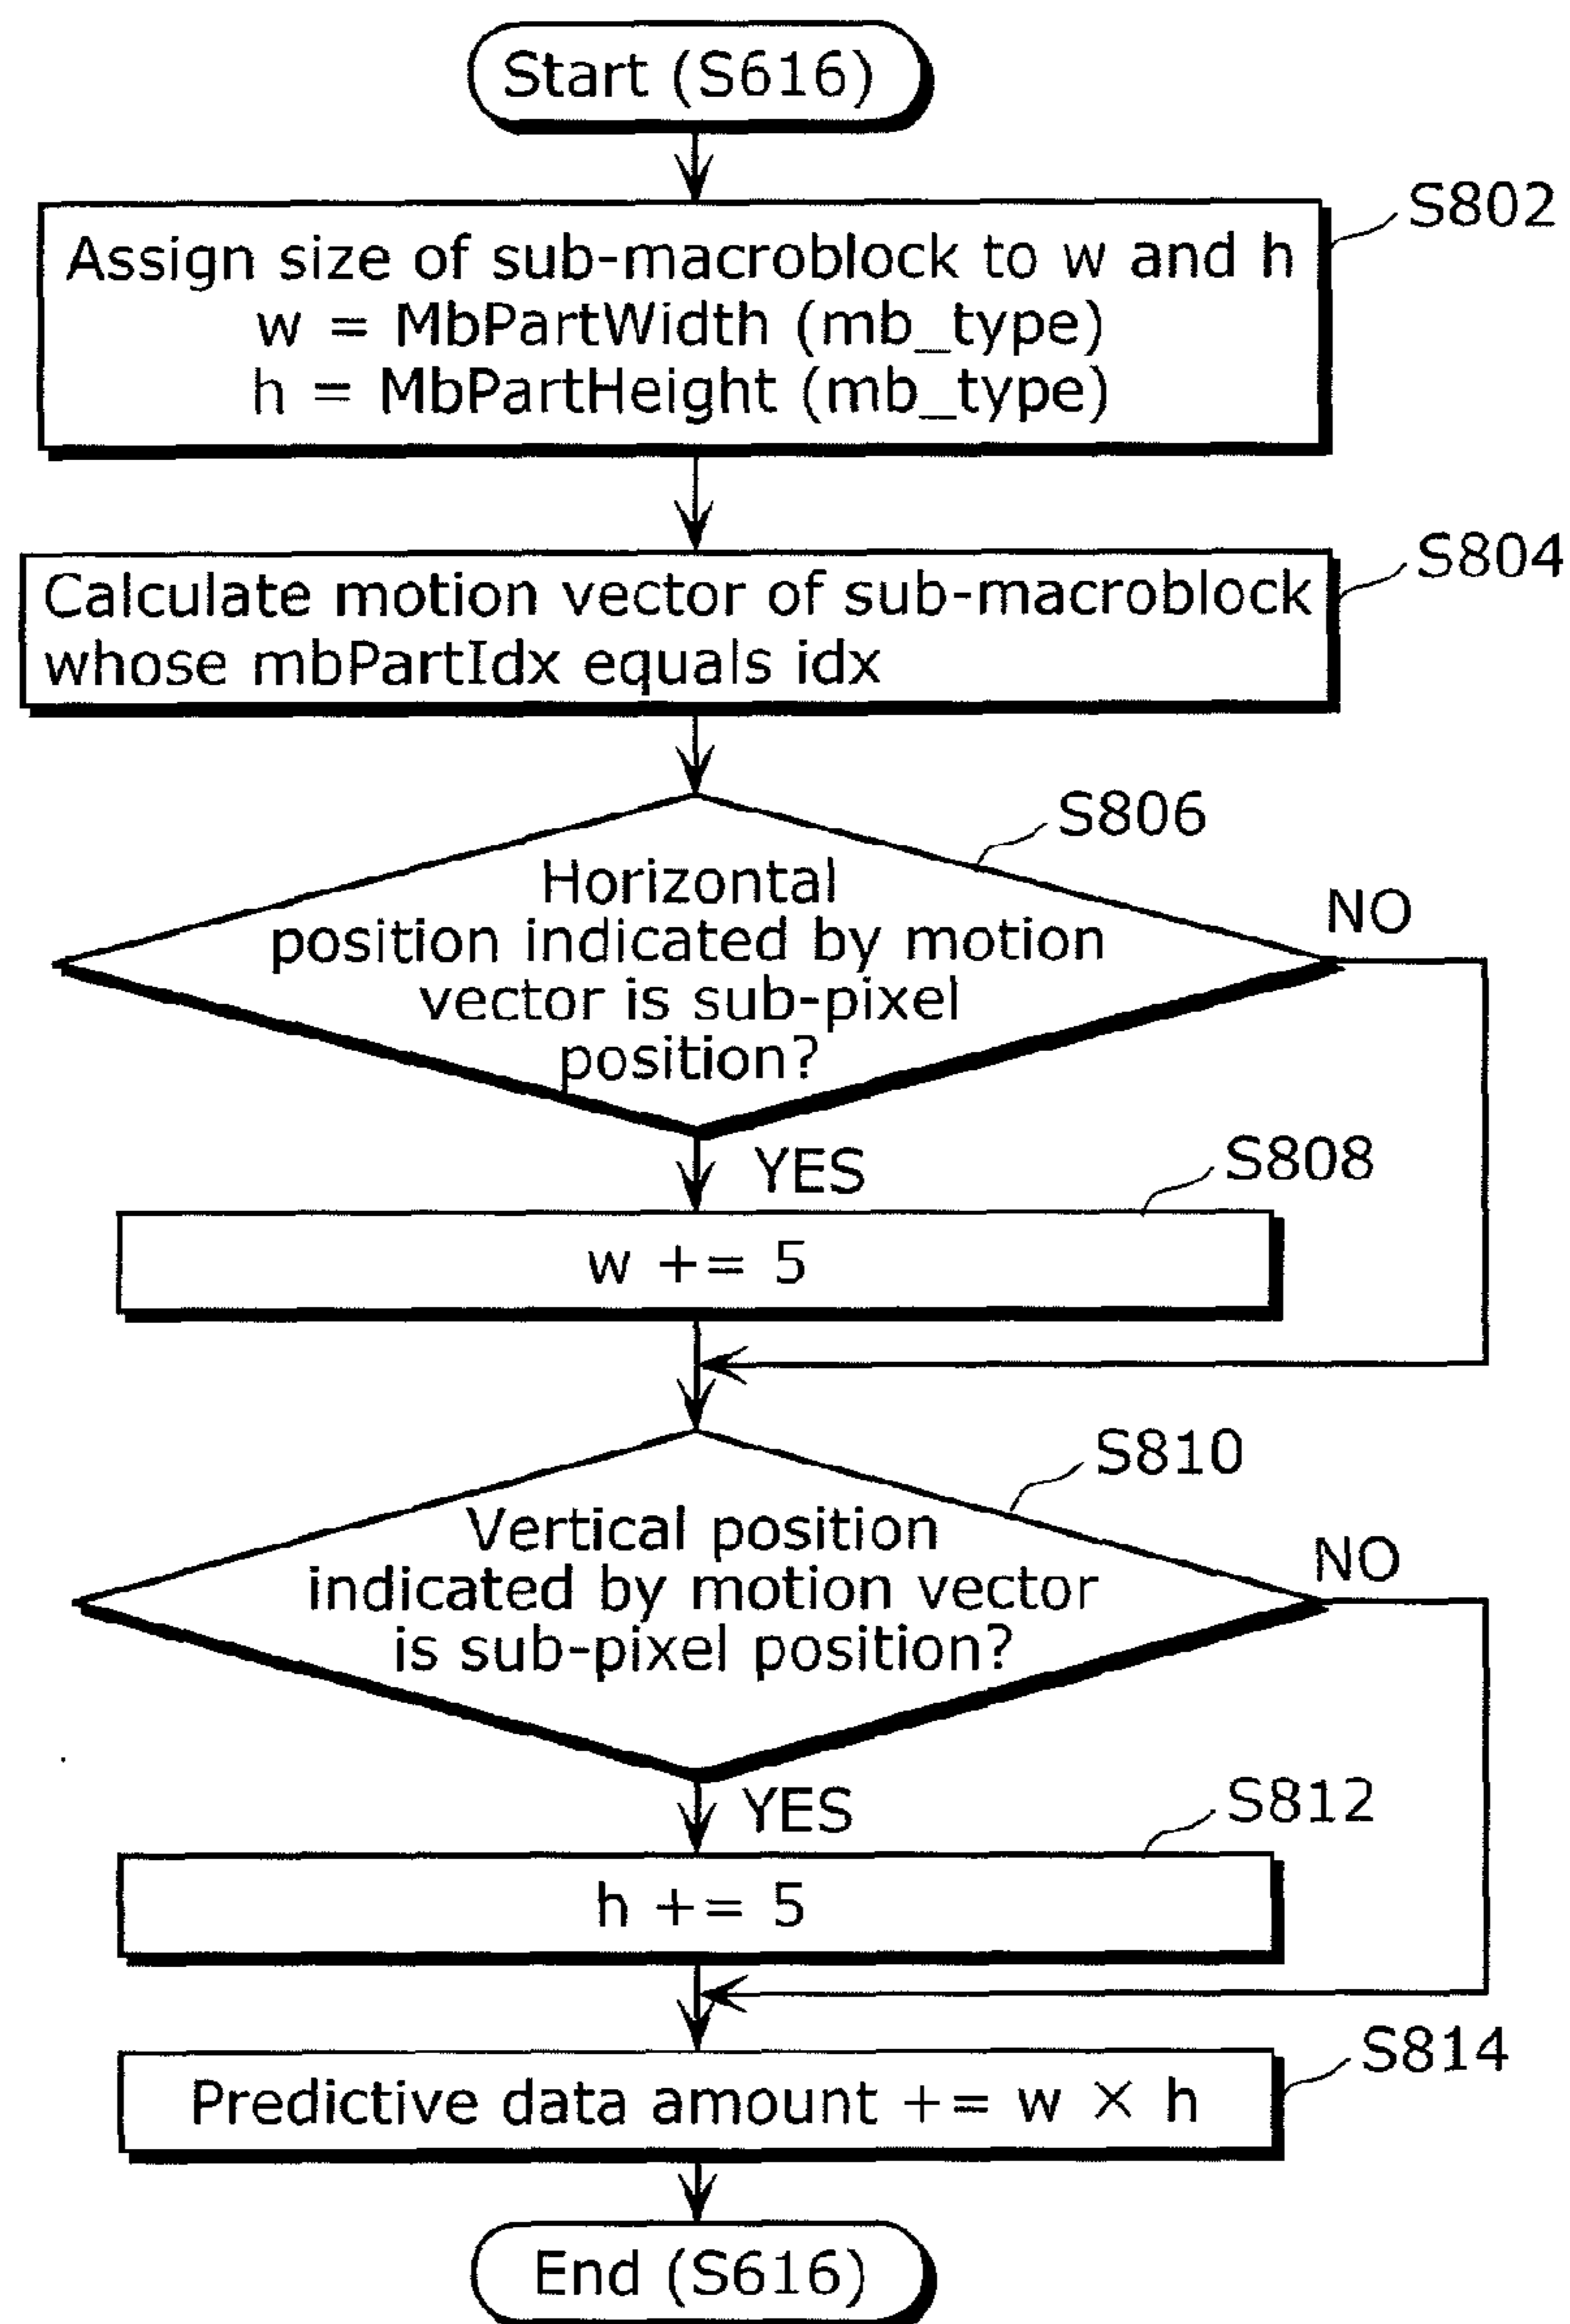 Start (S616)
S802
Assign size of sub-macroblock to w and h
w = MbPartWidth (mb_type)
h = MbPartHeight (mb_type)
S804
Calculate motion vector of sub-macroblock
whose mbPartIdx equals idx
S806
Horizontal
position indicated by motion
vector is sub-pixel
position?
NO
YES
S808
w += 5
S810
Vertical position
indicated by motion vector
is sub-pixel position?
NO
YES
S812
h += 5
S814
Predictive data amount += w × h
End (S616)